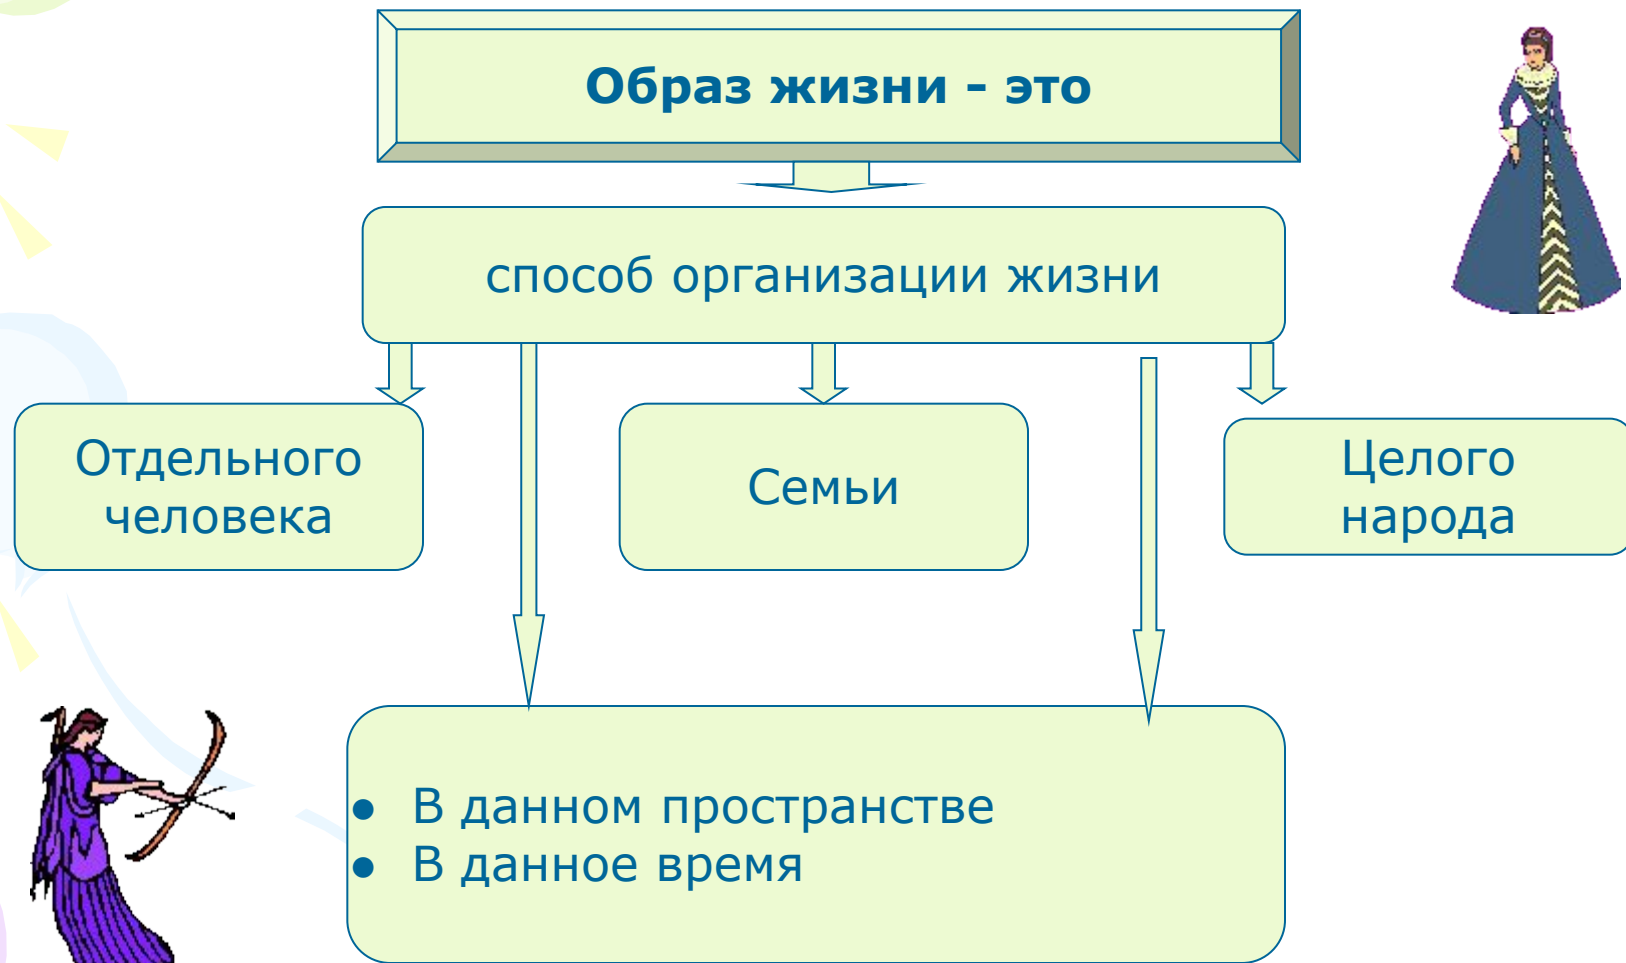 Образ жизни - это
способ организации жизни
Отдельного
человека
Семьи
Целого
народа
● В данном пространстве
● В данное время